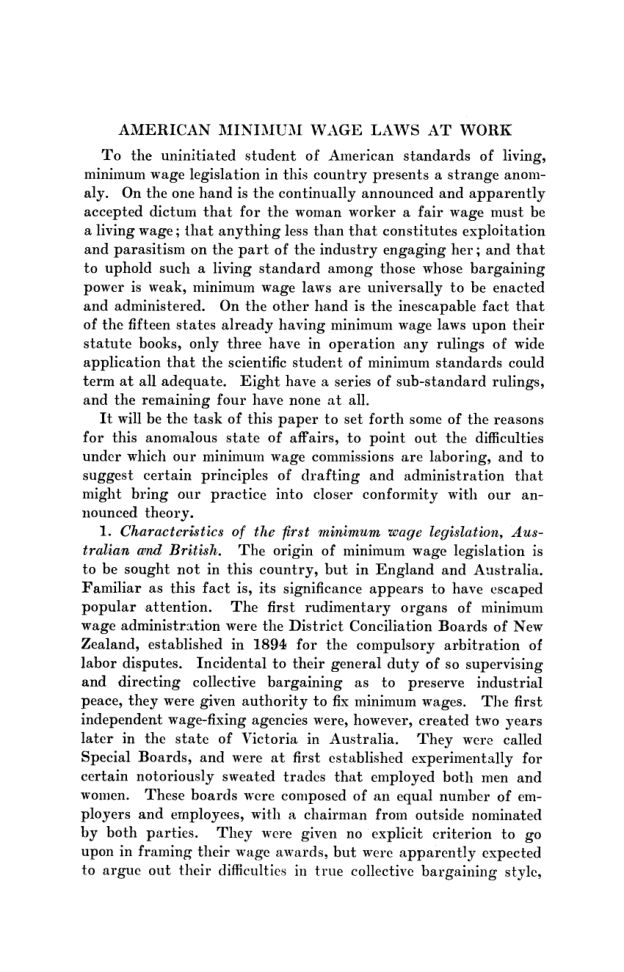 AMERICAN MINIMUM WAGE LAWS AT WORK
To the uninitiated student of American standards of living,
minimum wage legislation in this country presents a strange anom-
aly. On the one hand is the continually announced and apparently
accepted dictum that for the woman worker a fair wage must be
a living wage; that anything less than that constitutes exploitation
and parasitism on the part of the industry engaging her; and that
to uphold such a living standard among those whose bargaining
power is weak, minimum wage laws are universally to be enacted
and administered. On the other hand is the inescapable fact that
of the fifteen states already having minimum wage laws upon their
statute books, only three have in operation any rulings of wide
application that the scientific student of minimum standards could
term at all adequate. Eight have a series of sub-standard rulings,
and the remaining four have none at all.
It will be the task of this paper to set forth some of the reasons
for this anomalous state of affairs, to point out the difficulties
under which our minimum wage commissions are laboring, and to
suggest certain principles of drafting and administration that
might bring our practice into closer conformity with our an-
nounced theory.
1. Characteristics of the first minimum wage legislation, Aus-
tralian and British. The origin of minimum wage legislation is
to be sought not in this country, but in England and Australia.
Familiar as this fact is, its significance appears to have escaped
popular attention. The first rudimentary organs of minimum
wage administration were the District Conciliation Boards of New
Zealand, established in 1894 for the compulsory arbitration of
labor disputes. Incidental to their general duty of so supervising
and directing collective bargaining as to preserve industrial
peace, they were given authority to fix minimum wages. The first
independent wage-fixing agencies were, however, created two years
later in the state of Victoria in Australia. They were called
Special Boards, and were at first established experimentally for
certain notoriously sweated trades that employed both men and
women. These boards were composed of an equal number of em-
ployers and employees, with a chairman from outside nominated
by both parties. They were given no explicit criterion to go
upon in framing their wage awards, but were apparently expected
to argue out their difficulties in true collective bargaining style,